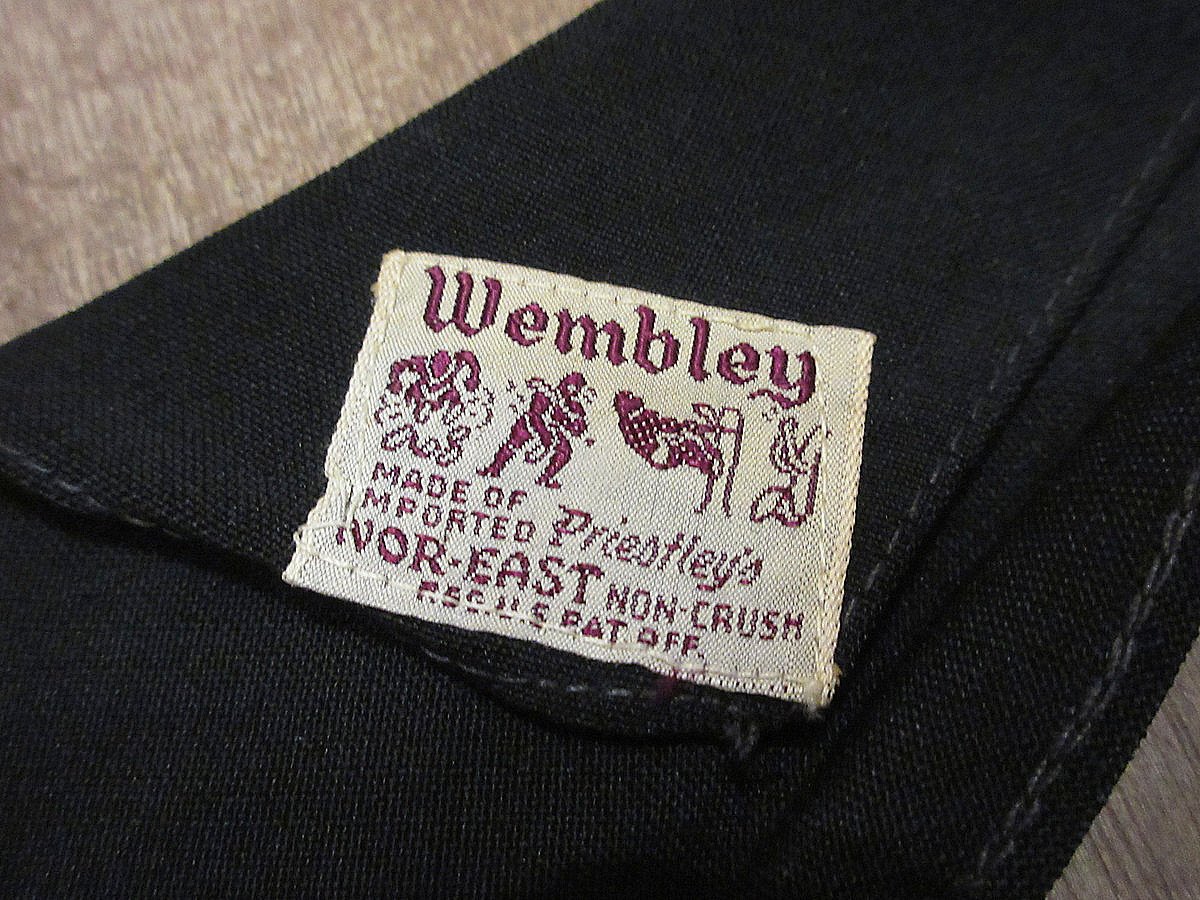 Wembley
MADE OF
IMPORTED Priestley's
NOR-EAST NON-CRUSH
REG U S PAT OFF